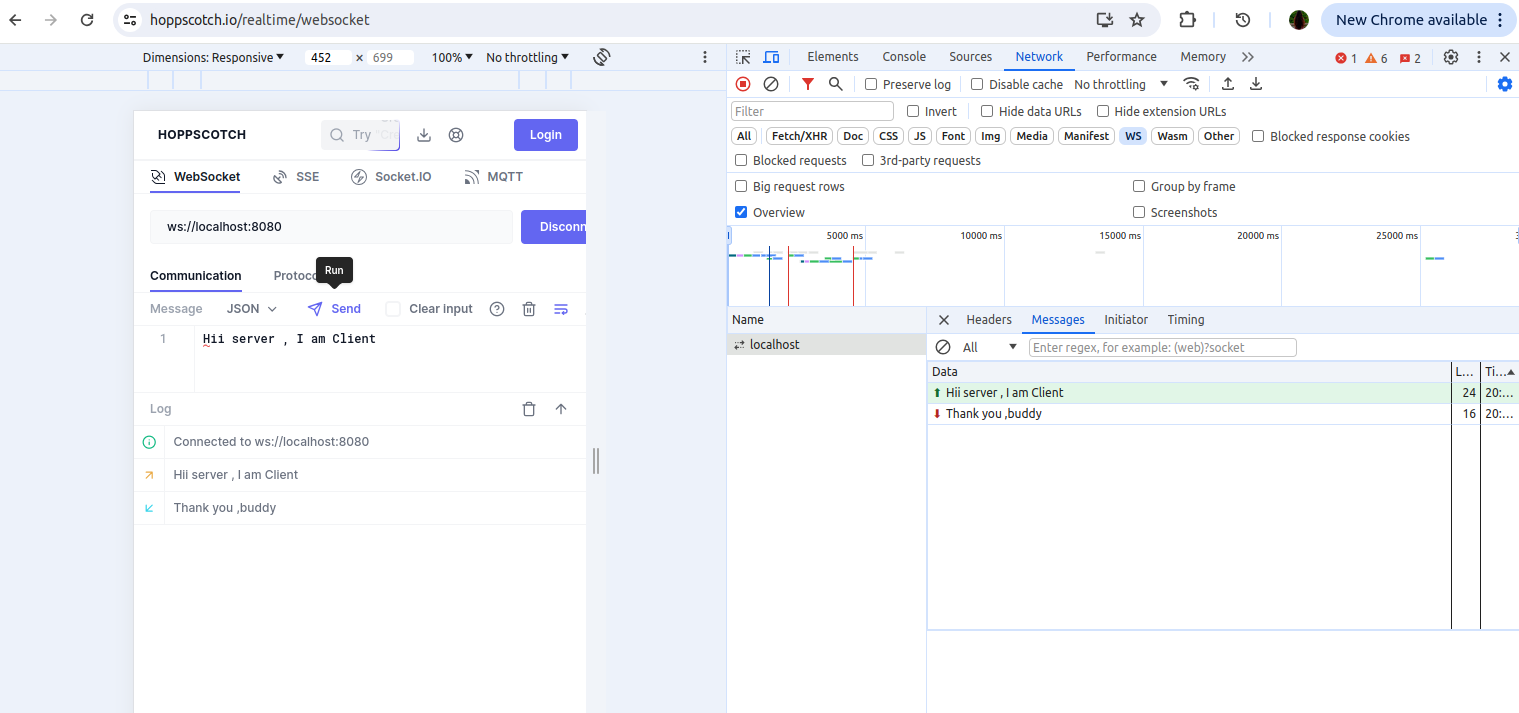 hoppscotch.io/realtime/websocket
New Chrome available
Dimensions: Responsive 452 × 699 100% No throttling
HOPPSCOTCH
Try
Login
WebSocket SSE Socket.IO MQTT
ws://localhost:8080
Disconn
Communication Protoco
Run
Message JSON Send Clear input
1 Hii server , I am Client
Log
Connected to ws://localhost:8080
Hii server , I am Client
Thank you ,buddy
Elements Console Sources Network Performance Memory 1 6 2
Preserve log Disable cache No throttling
Filter Invert Hide data URLs Hide extension URLs
All Fetch/XHR Doc CSS JS Font Img Media Manifest WS Wasm Other Blocked response cookies
Blocked requests 3rd-party requests
Big request rows Group by frame
Overview Screenshots
5000 ms 10000 ms 15000 ms 20000 ms 25000 ms
Name
localhost
Headers Messages Initiator Timing
All Enter regex, for example: (web)?socket
Data L... Ti...
Hii server , I am Client 24 20:...
Thank you ,buddy 16 20:...